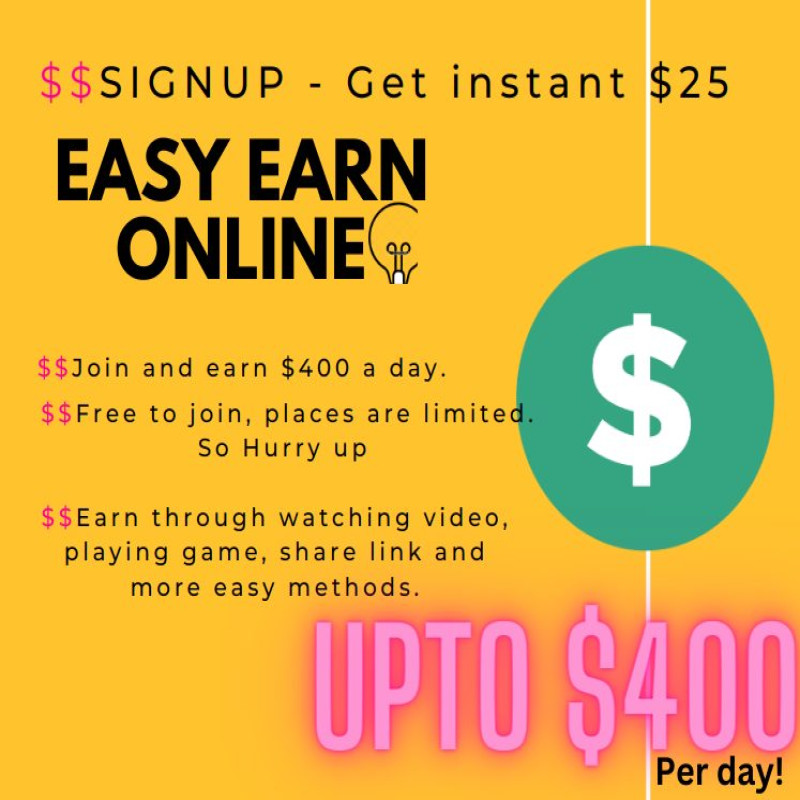 $$SIGNUP - Get instant $25
EASY EARN
ONLINE
$$Join and earn $400 a day.
$$Free to join, places are limited.
So Hurry up
$
$$Earn through watching video,
playing game, share link and
more easy methods.
UPTO $400
Per day!